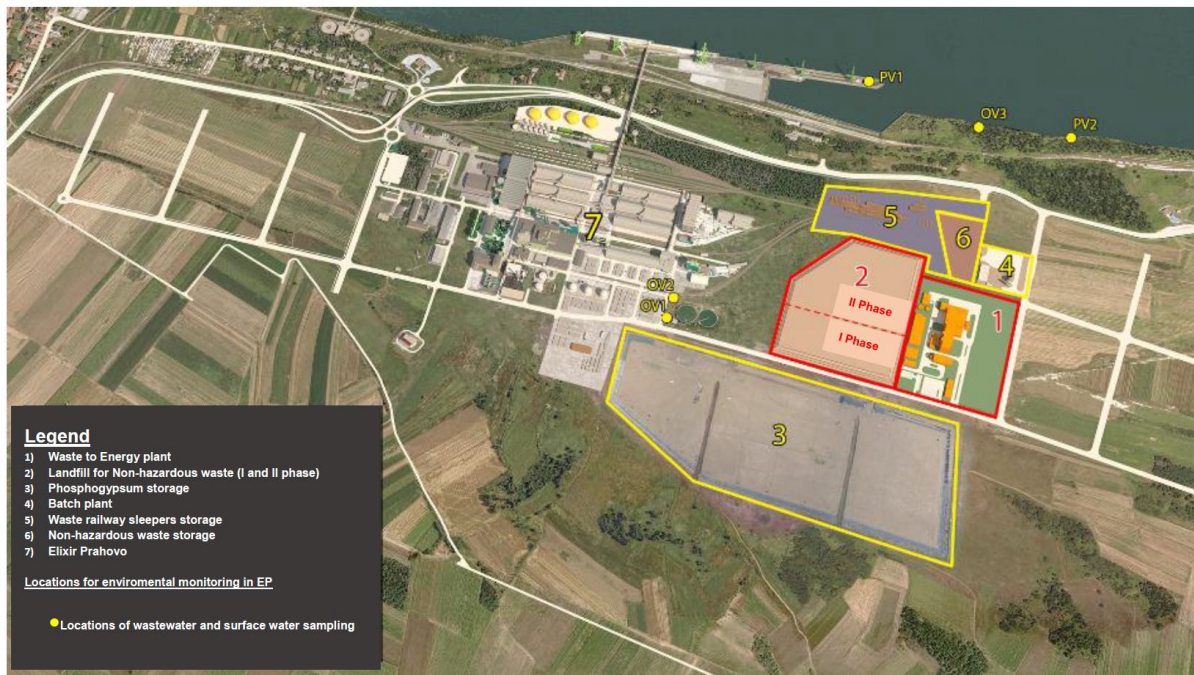 PV1
OV3
PV2
5
6
4
7
2
II Phase
I Phase
1
OV2
OV1
3
Legend
1) Waste to Energy plant
2) Landfill for Non-hazardous waste (I and II phase)
3) Phosphogypsum storage
4) Batch plant
5) Waste railway sleepers storage
6) Non-hazardous waste storage
7) Elixir Prahovo
Locations for enviromental monitoring in EP
Locations of wastewater and surface water sampling